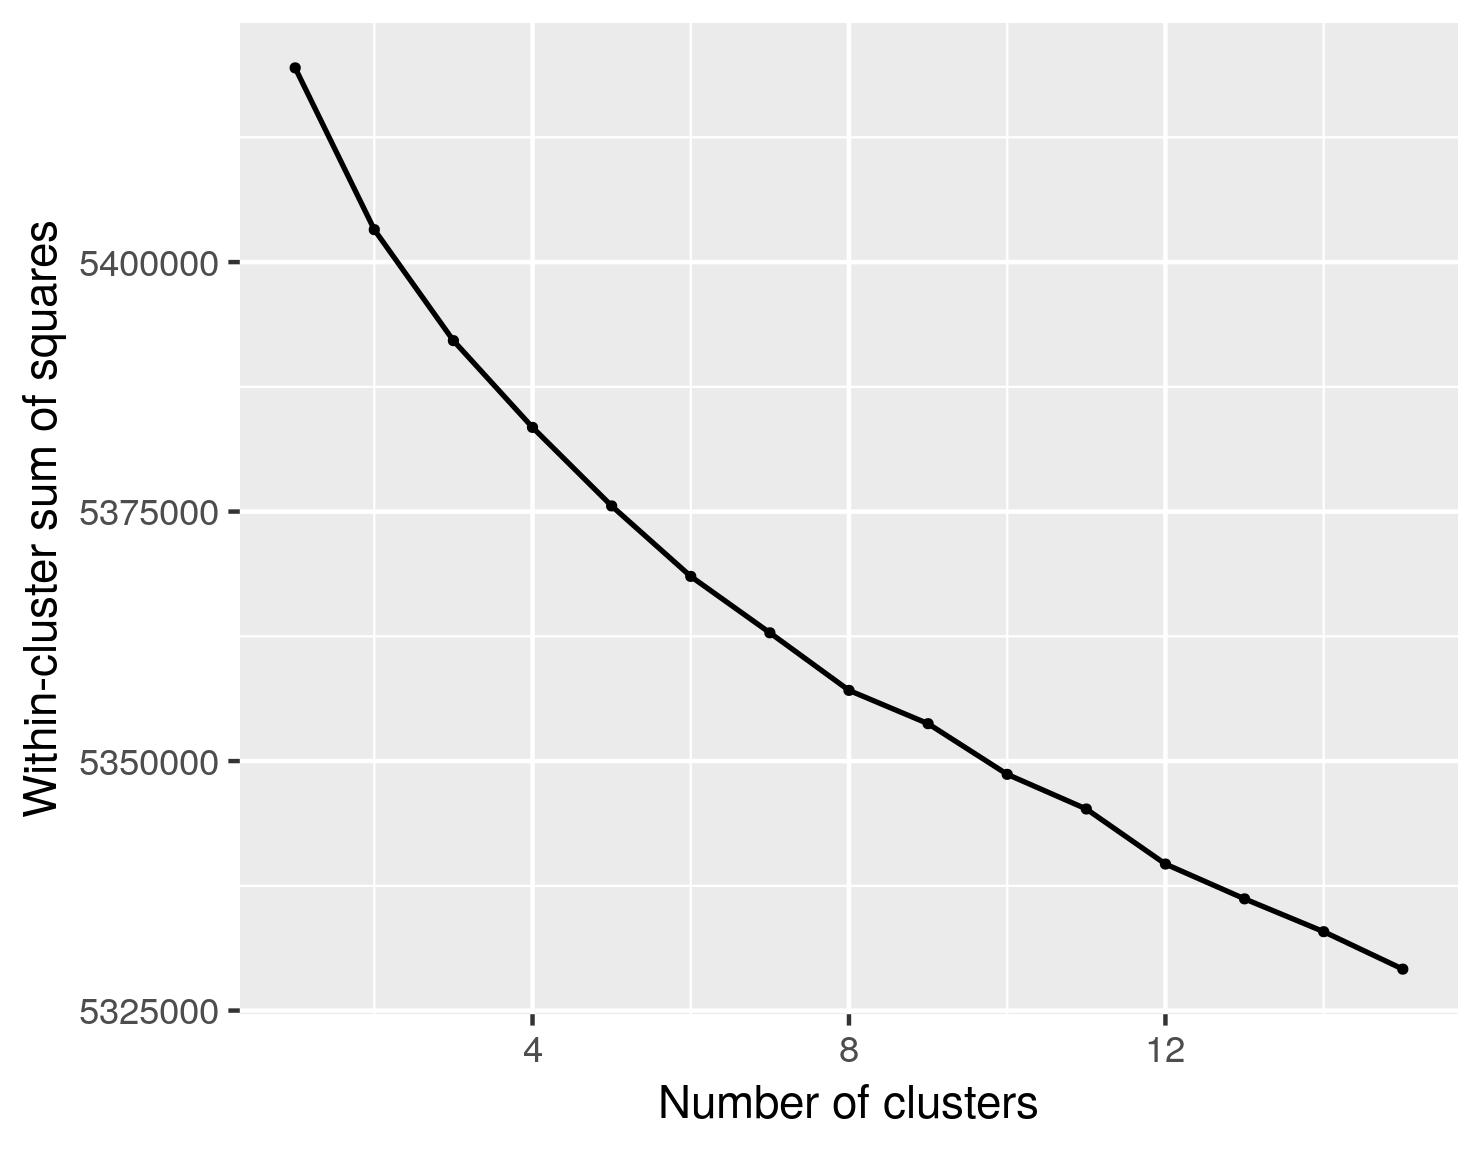 Within-cluster sum of squares
5400000
5375000
5350000
5325000
4 8 12
Number of clusters